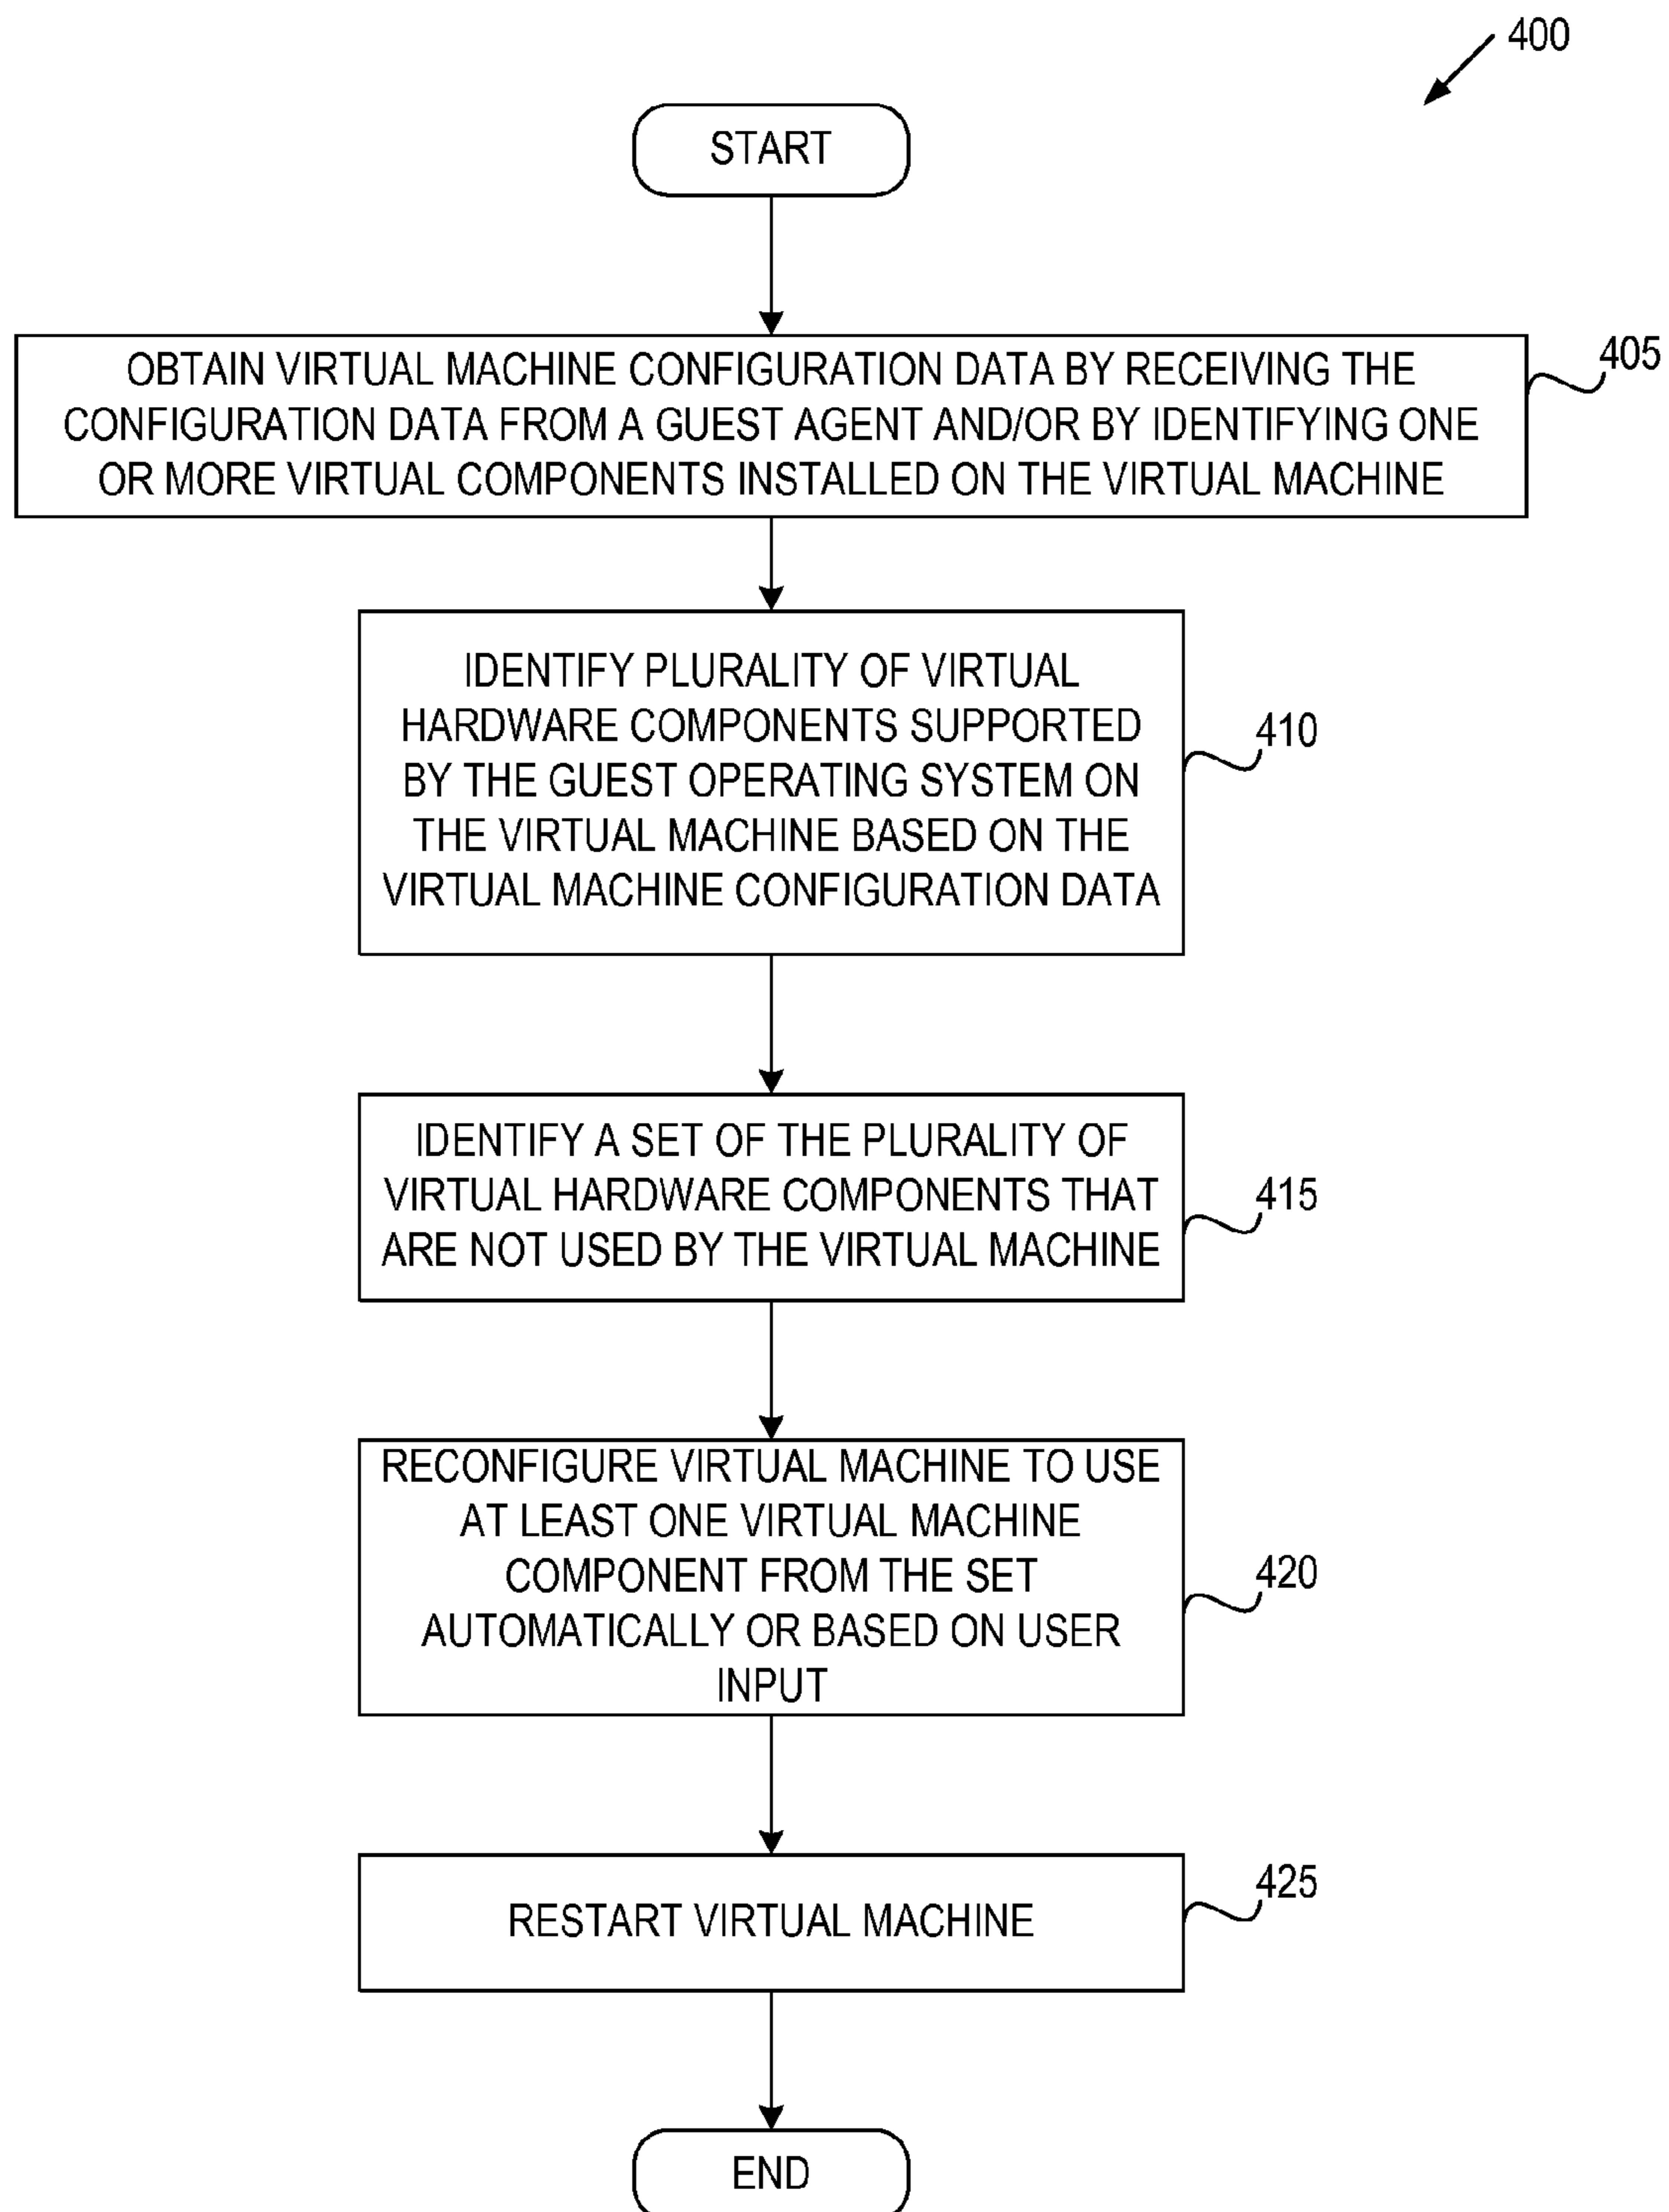 400
START
OBTAIN VIRTUAL MACHINE CONFIGURATION DATA BY RECEIVING THE
CONFIGURATION DATA FROM A GUEST AGENT AND/OR BY IDENTIFYING ONE
OR MORE VIRTUAL COMPONENTS INSTALLED ON THE VIRTUAL MACHINE
405
IDENTIFY PLURALITY OF VIRTUAL
HARDWARE COMPONENTS SUPPORTED
BY THE GUEST OPERATING SYSTEM ON
THE VIRTUAL MACHINE BASED ON THE
VIRTUAL MACHINE CONFIGURATION DATA
410
IDENTIFY A SET OF THE PLURALITY OF
VIRTUAL HARDWARE COMPONENTS THAT
ARE NOT USED BY THE VIRTUAL MACHINE
415
RECONFIGURE VIRTUAL MACHINE TO USE
AT LEAST ONE VIRTUAL MACHINE
COMPONENT FROM THE SET
AUTOMATICALLY OR BASED ON USER
INPUT
420
RESTART VIRTUAL MACHINE
425
END